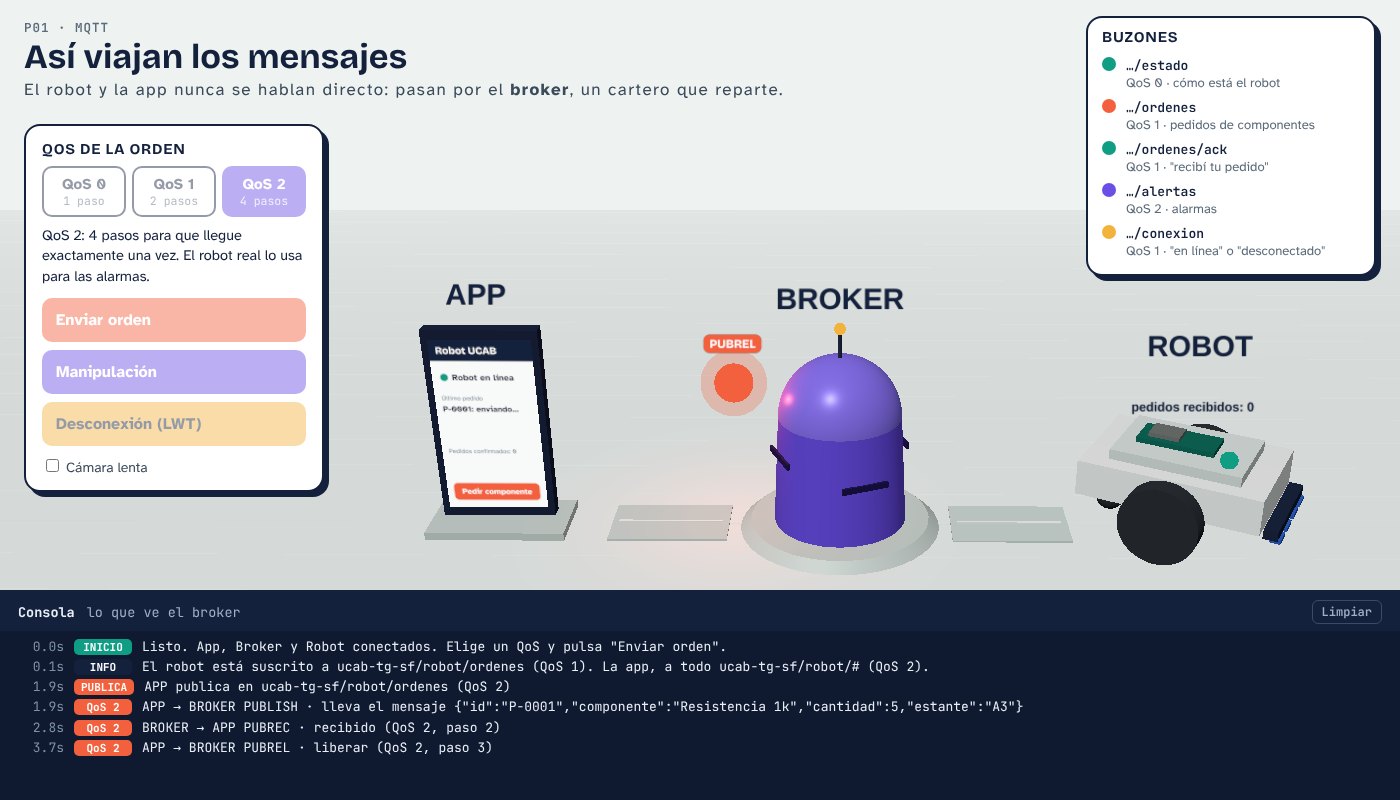 P01 · MQTT
Así viajan los mensajes
El robot y la app nunca se hablan directo: pasan por el broker, un cartero que reparte.
QOS DE LA ORDEN
QoS 0
1 paso
QoS 1
2 pasos
QoS 2
4 pasos
QoS 2: 4 pasos para que llegue
exactamente una vez. El robot real lo usa
para las alarmas.
Enviar orden
Manipulación
Desconexión (LWT)
Cámara lenta
BUZONES
…/estado
QoS 0 · cómo está el robot
…/ordenes
QoS 1 · pedidos de componentes
…/ordenes/ack
QoS 1 · "recibí tu pedido"
…/alertas
QoS 2 · alarmas
…/conexion
QoS 1 · "en línea" o "desconectado"
APP
Robot UCAB
Robot en línea
Último pedido
P-0001: enviando…
Pedidos confirmados: 0
Pedir componente
PUBREL
BROKER
ROBOT
pedidos recibidos: 0
Consola lo que ve el broker
Limpiar
0.0s INICIO Listo. App, Broker y Robot conectados. Elige un QoS y pulsa "Enviar orden".
0.1s INFO El robot está suscrito a ucab-tg-sf/robot/ordenes (QoS 1). La app, a todo ucab-tg-sf/robot/# (QoS 2).
1.9s PUBLICA APP publica en ucab-tg-sf/robot/ordenes (QoS 2)
1.9s QoS 2 APP → BROKER PUBLISH · lleva el mensaje {"id":"P-0001","componente":"Resistencia 1k","cantidad":5,"estante":"A3"}
2.8s QoS 2 BROKER → APP PUBREC · recibido (QoS 2, paso 2)
3.7s QoS 2 APP → BROKER PUBREL · liberar (QoS 2, paso 3)